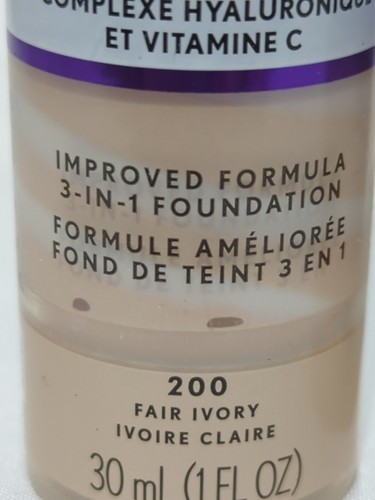 COMPLEXE HYALURONIQUE
ET VITAMINE C
IMPROVED FORMULA
3-IN-1 FOUNDATION
FORMULE AMÉLIORÉE
FOND DE TEINT 3 EN 1
200
FAIR IVORY
IVOIRE CLAIRE
30 ml (1 FL OZ)